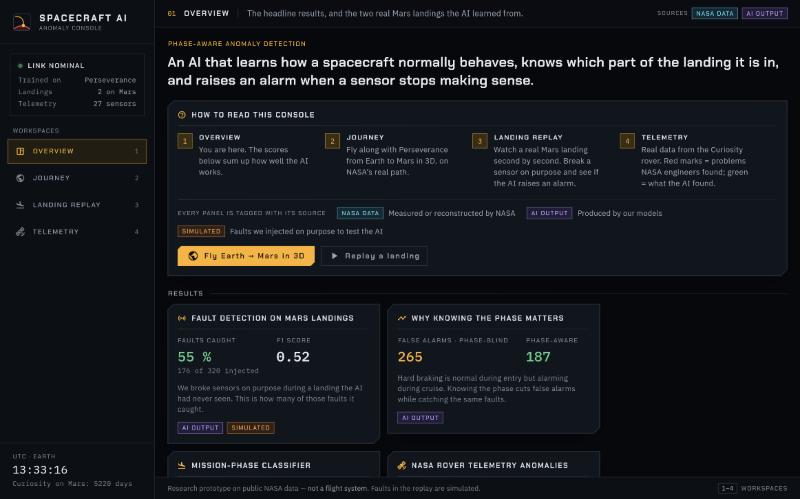 SPACECRAFT AI
ANOMALY CONSOLE
LINK NOMINAL
Trained on Perseverance
Landings 2 on Mars
Telemetry 27 sensors
WORKSPACES
OVERVIEW 1
JOURNEY 2
LANDING REPLAY 3
TELEMETRY 4
UTC · EARTH
13:33:16
Curiosity on Mars: 5220 days
01 OVERVIEW The headline results, and the two real Mars landings the AI learned from.
SOURCES NASA DATA AI OUTPUT
PHASE-AWARE ANOMALY DETECTION
An AI that learns how a spacecraft normally behaves, knows which part of the landing it is in,
and raises an alarm when a sensor stops making sense.
HOW TO READ THIS CONSOLE
1 OVERVIEW
You are here. The scores
below sum up how well the AI
works.
2 JOURNEY
Fly along with Perseverance
from Earth to Mars in 3D, on
NASA's real path.
3 LANDING REPLAY
Watch a real Mars landing
second by second. Break a
sensor on purpose and see if
the AI raises an alarm.
4 TELEMETRY
Real data from the Curiosity
rover. Red marks = problems
NASA engineers found; green
= what the AI found.
EVERY PANEL IS TAGGED WITH ITS SOURCE NASA DATA Measured or reconstructed by NASA AI OUTPUT Produced by our models
SIMULATED Faults we injected on purpose to test the AI
Fly Earth → Mars in 3D
Replay a landing
RESULTS
FAULT DETECTION ON MARS LANDINGS
FAULTS CAUGHT F1 SCORE
55 % 0.52
176 of 320 injected
We broke sensors on purpose during a landing the AI
had never seen. This is how many of those faults it
caught.
AI OUTPUT SIMULATED
WHY KNOWING THE PHASE MATTERS
FALSE ALARMS · PHASE-BLIND PHASE-AWARE
265 187
Hard braking is normal during entry but alarming
during cruise. Knowing the phase cuts false alarms
while catching the same faults.
AI OUTPUT
MISSION-PHASE CLASSIFIER
NASA ROVER TELEMETRY ANOMALIES
Research prototype on public NASA data — not a flight system. Faults in the replay are simulated.
1–4 WORKSPACES